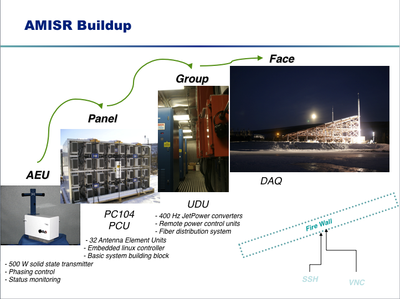 AMISR Buildup
Face
Group
Panel
AEU
DAQ
UDU
PC104
PCU
- 400 Hz JetPower converters
- Remote power control units
- Fiber distribution system
- 32 Antenna Element Units
- Embedded linux controller
- Basic system building block
- 500 W solid state transmitter
- Phasing control
- Status monitoring
Fire Wall
SSH
VNC